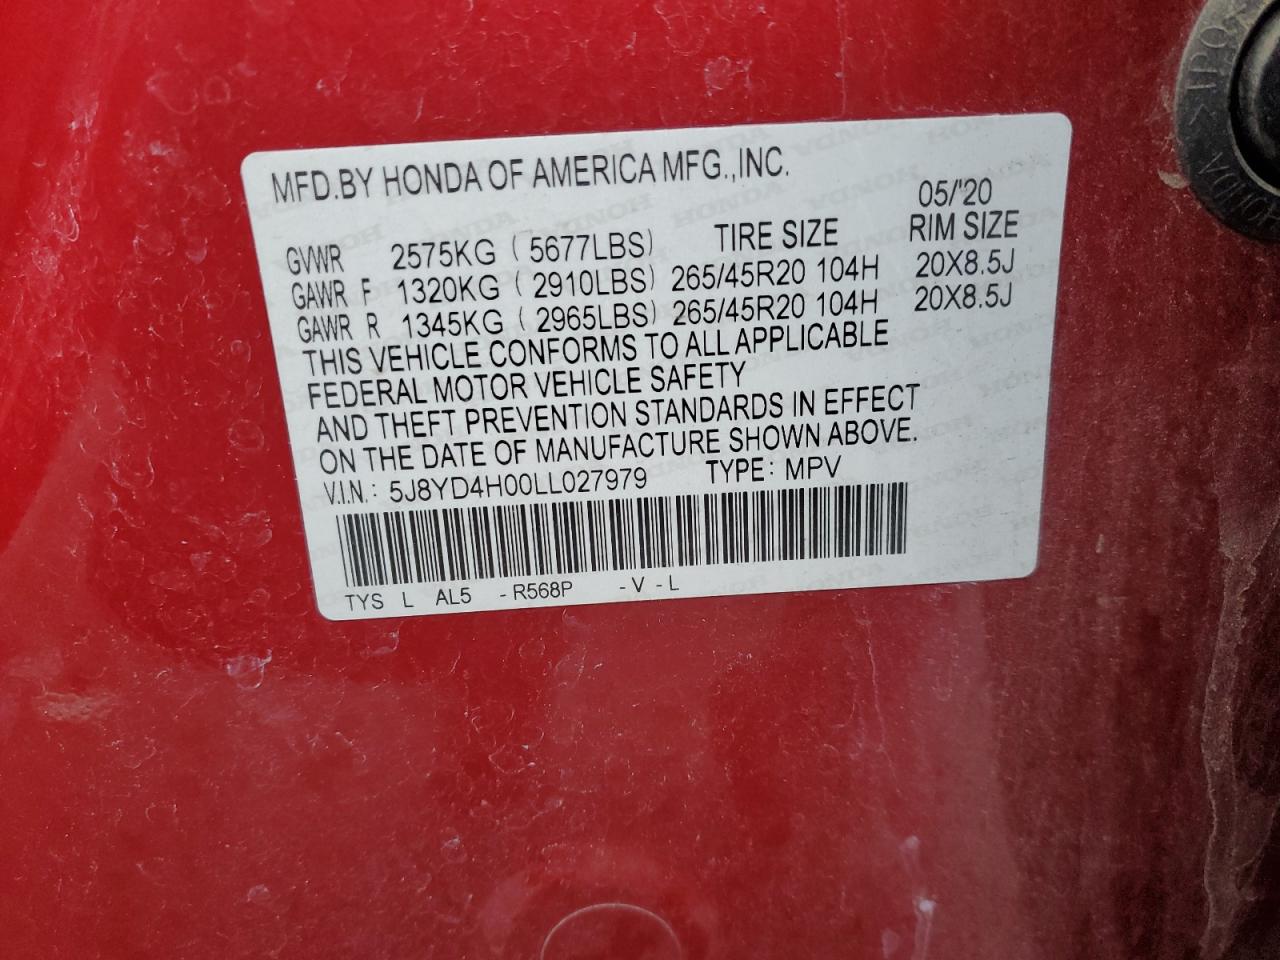 MFD.BY HONDA OF AMERICA MFG.,INC.
05/'20
GVWR 2575KG ( 5677LBS) TIRE SIZE RIM SIZE
GAWR F 1320KG ( 2910LBS) 265/45R20 104H 20X8.5J
GAWR R 1345KG ( 2965LBS) 265/45R20 104H 20X8.5J
THIS VEHICLE CONFORMS TO ALL APPLICABLE
FEDERAL MOTOR VEHICLE SAFETY
AND THEFT PREVENTION STANDARDS IN EFFECT
ON THE DATE OF MANUFACTURE SHOWN ABOVE.
V.I.N.: 5J8YD4H00LL027979 TYPE: MPV
TYS L AL5 -R568P -V -L